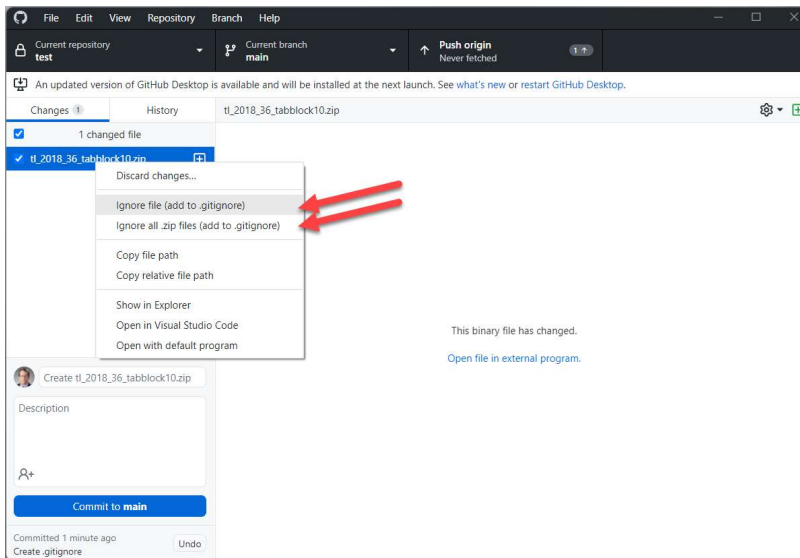 File Edit View Repository Branch Help
Current repository
test
Current branch
main
Push origin
Never fetched
1
An updated version of GitHub Desktop is available and will be installed at the next launch. See what's new or restart GitHub Desktop.
Changes 1
History
tl_2018_36_tabblock10.zip
1 changed file
tl_2018_36_tabblock10.zip
Discard changes...
Ignore file (add to .gitignore)
Ignore all .zip files (add to .gitignore)
Copy file path
Copy relative file path
Show in Explorer
Open in Visual Studio Code
Open with default program
This binary file has changed.
Open file in external program.
Create tl_2018_36_tabblock10.zip
Description
Commit to main
Committed 1 minute ago
Create .gitignore
Undo